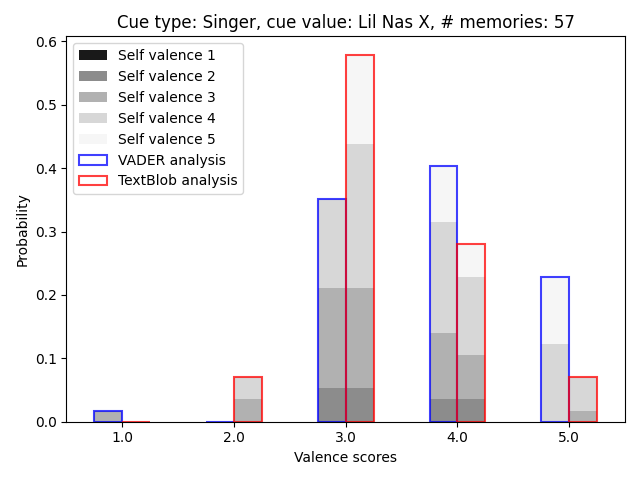 Cue type: Singer, cue value: Lil Nas X, # memories: 57
Self valence 1
Self valence 2
Self valence 3
Self valence 4
Self valence 5
VADER analysis
TextBlob analysis
Probability
0.6
0.5
0.4
0.3
0.2
0.1
0.0
1.0 2.0 3.0 4.0 5.0
Valence scores